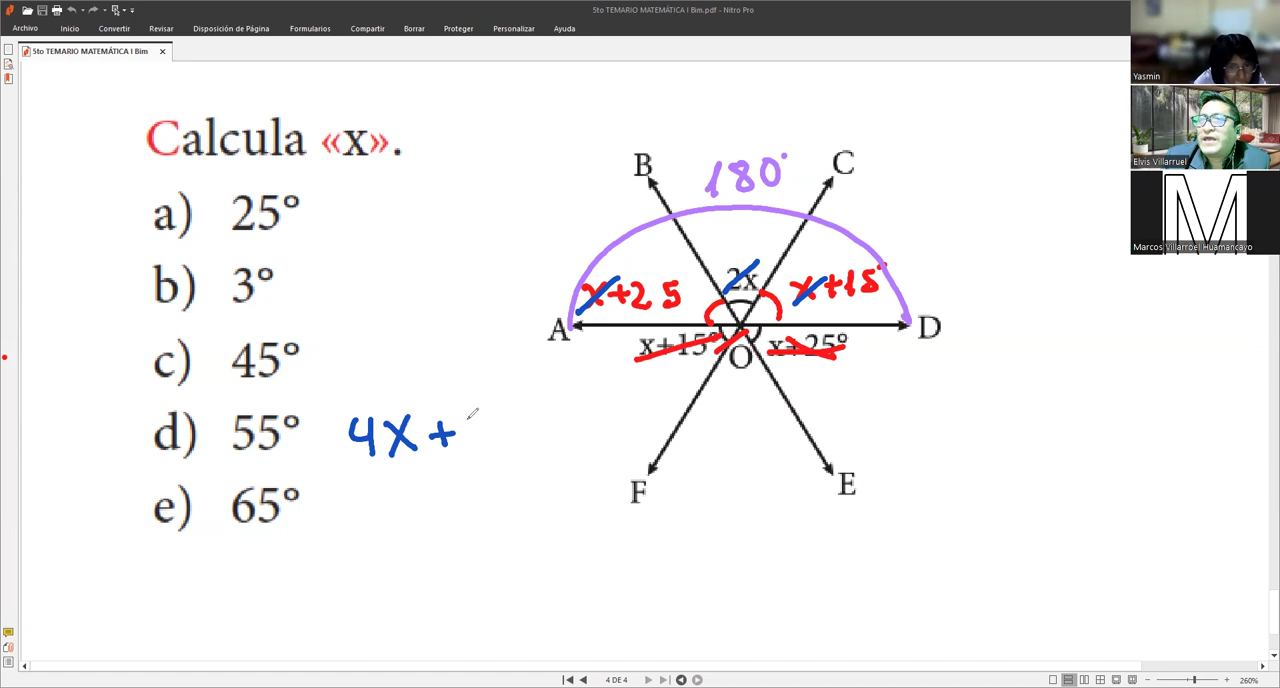 5to TEMARIO MATEMÁTICA I Bim.pdf - Nitro Pro
Archivo Inicio Convertir Revisar Disposición de Página Formularios Compartir Borrar Proteger Personalizar Ayuda
5to TEMARIO MATEMÁTICA I Bim
Yasmin
Elvis Villarruel
M
Marcos Villarroel Huamancayo
Calcula «x».
a) 25°
b) 3°
c) 45°
d) 55°
e) 65°
4X +
180°
B
C
x+25
2x
x+15°
A
D
x+15°
O
x+25°
F
E
4 DE 4
260%